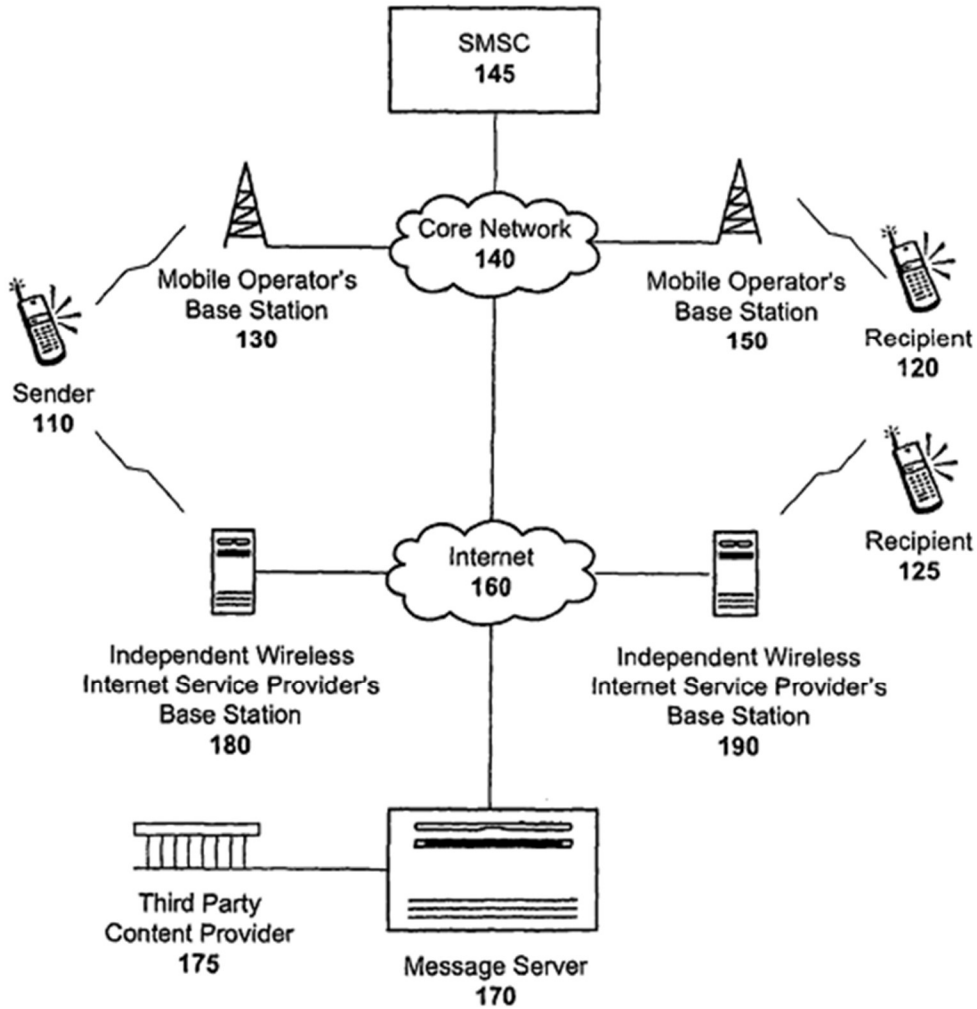 SMSC
145
Core Network
140
Mobile Operator's
Base Station
130
Mobile Operator's
Base Station
150
Recipient
120
Sender
110
Recipient
125
Internet
160
Independent Wireless
Internet Service Provider's
Base Station
180
Independent Wireless
Internet Service Provider's
Base Station
190
Third Party
Content Provider
175
Message Server
170